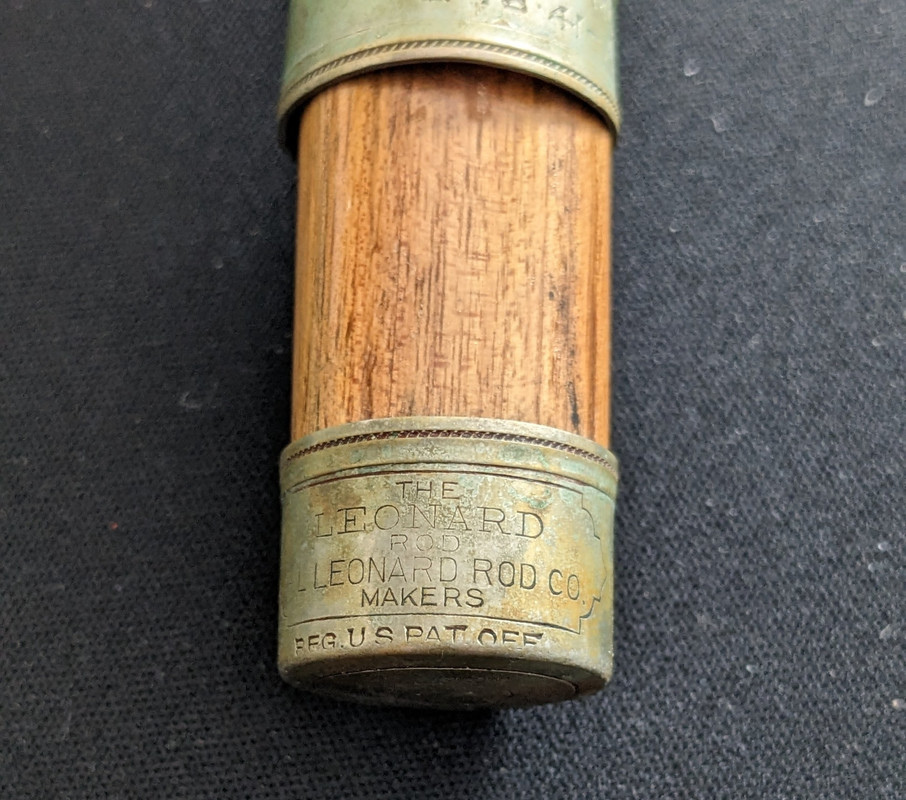 THE
LEONARD
ROD
L LEONARD ROD CO.
MAKERS
REG. U S PAT. OFF